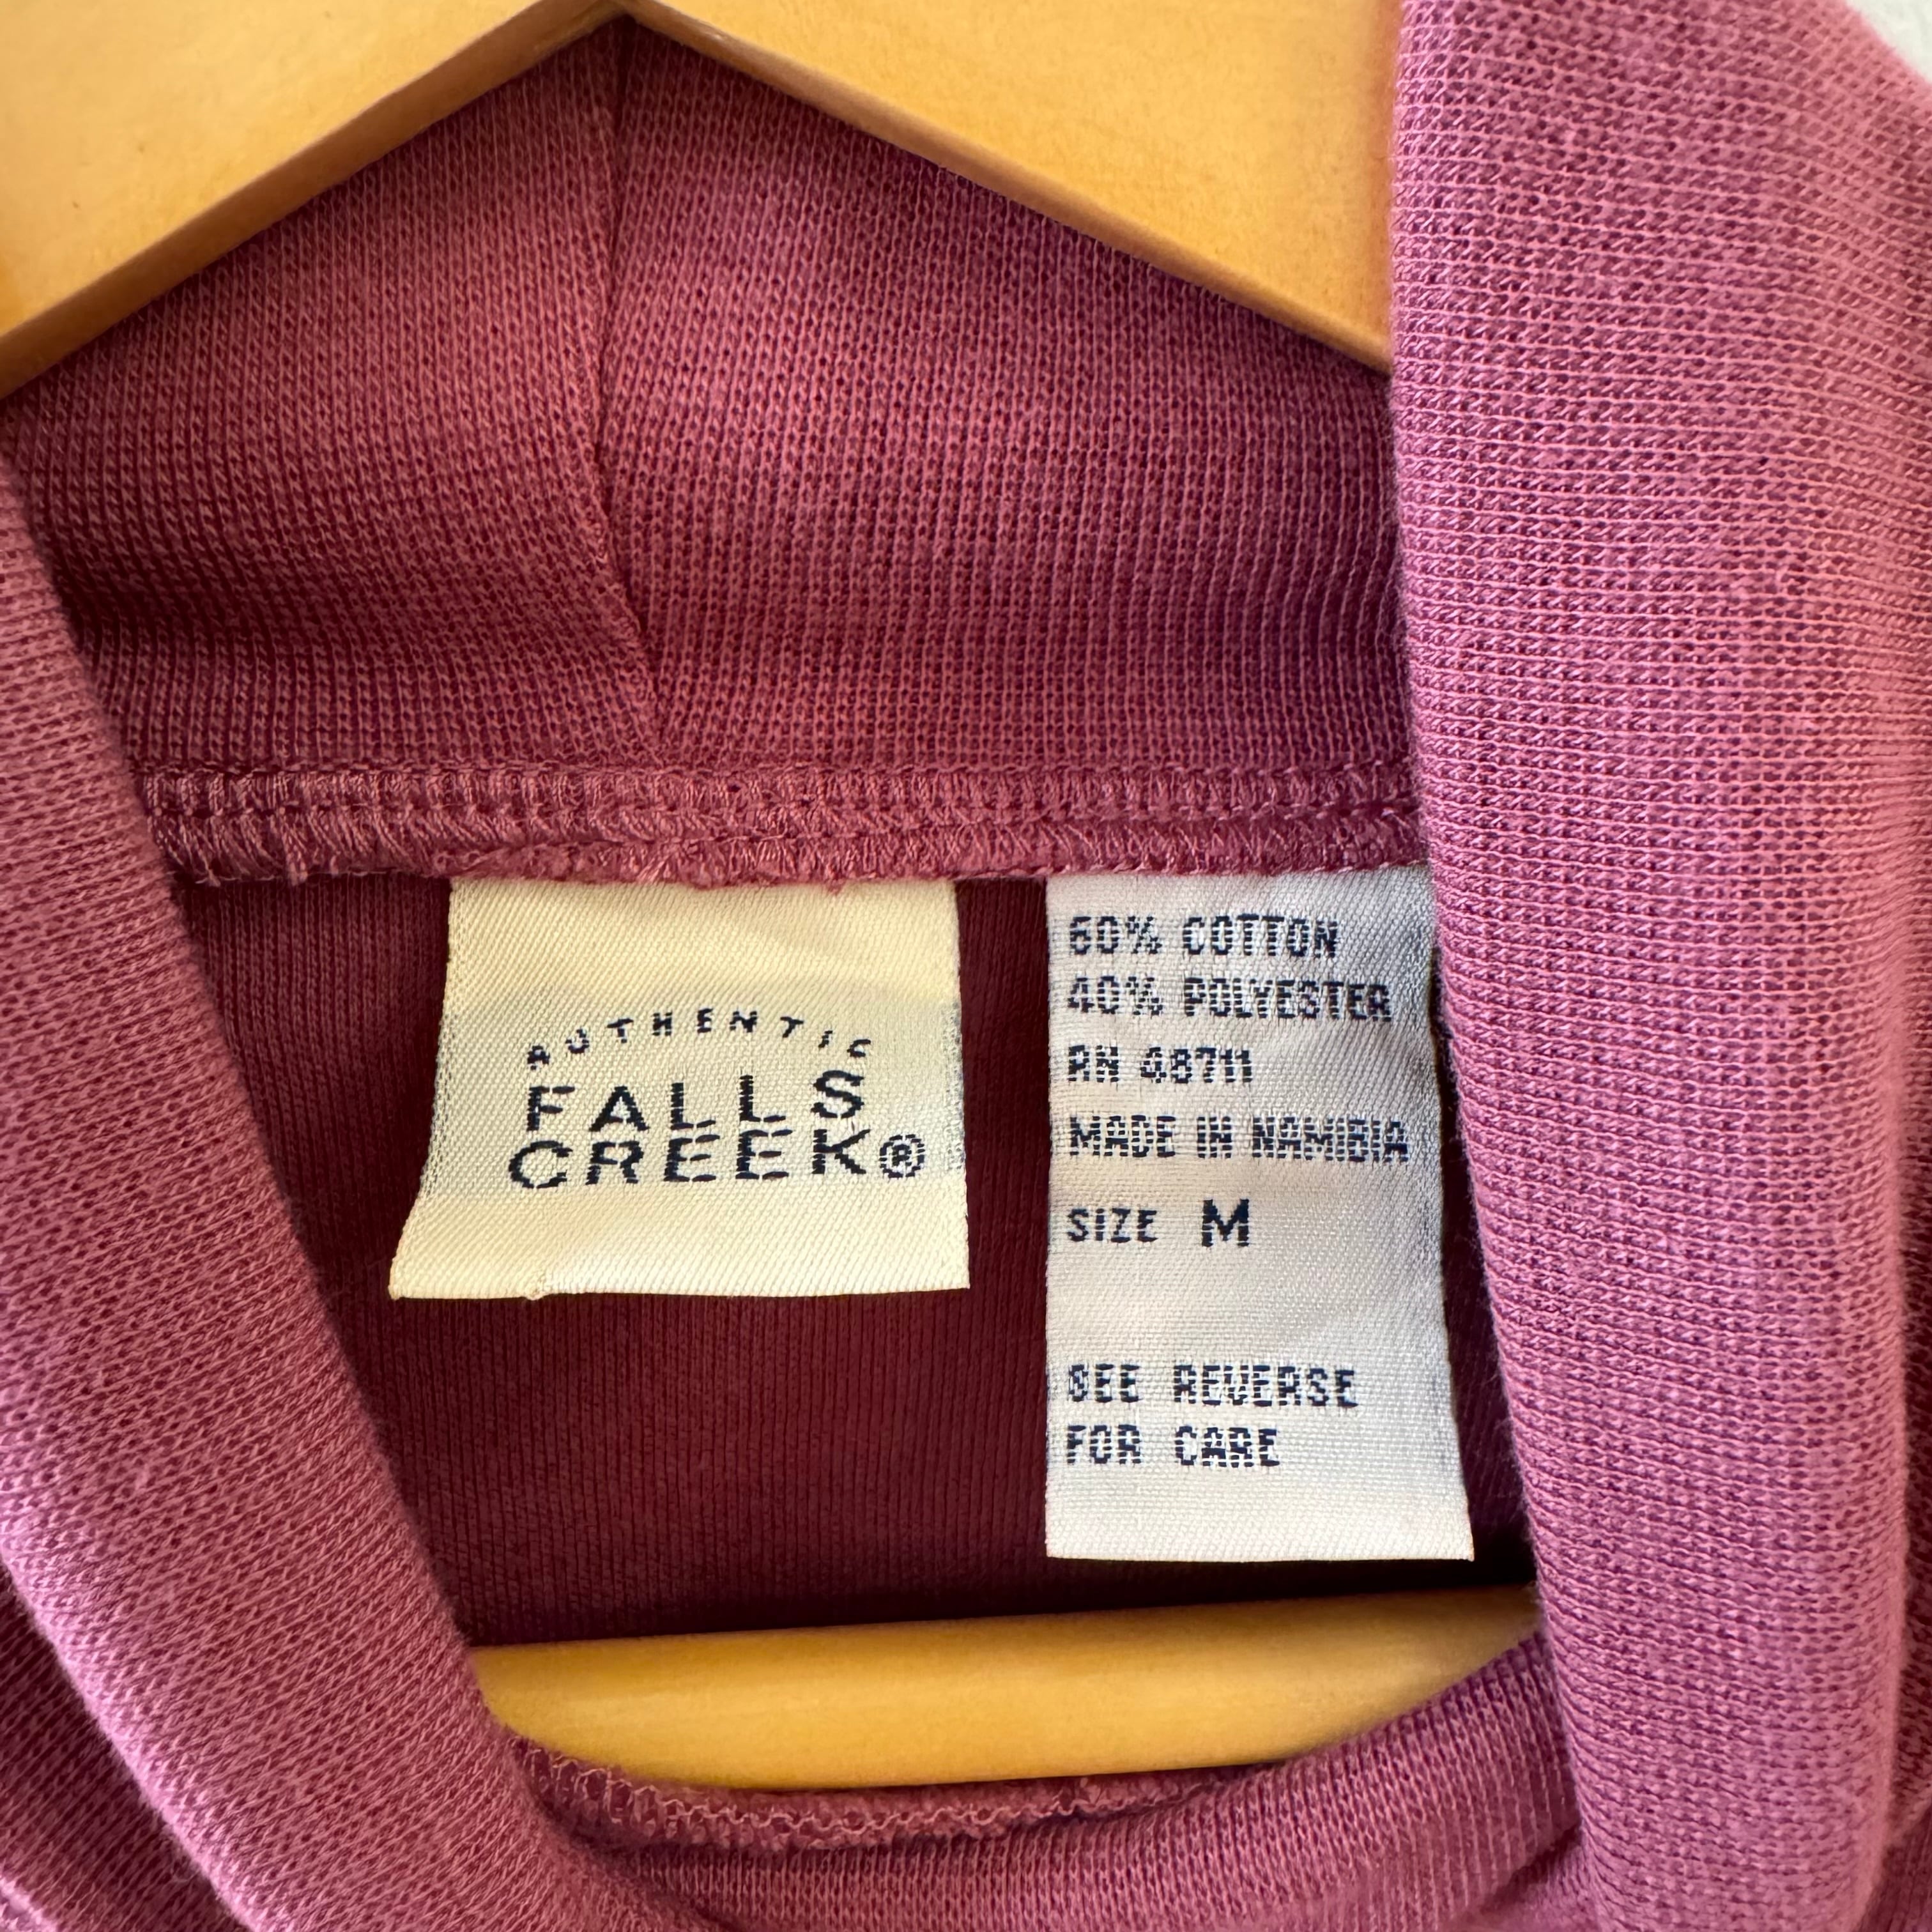 AUTHENTIC
FALLS
CREEK®
60% COTTON
40% POLYESTER
RN 48711
MADE IN NAMIBIA
SIZE M
SEE REVERSE
FOR CARE